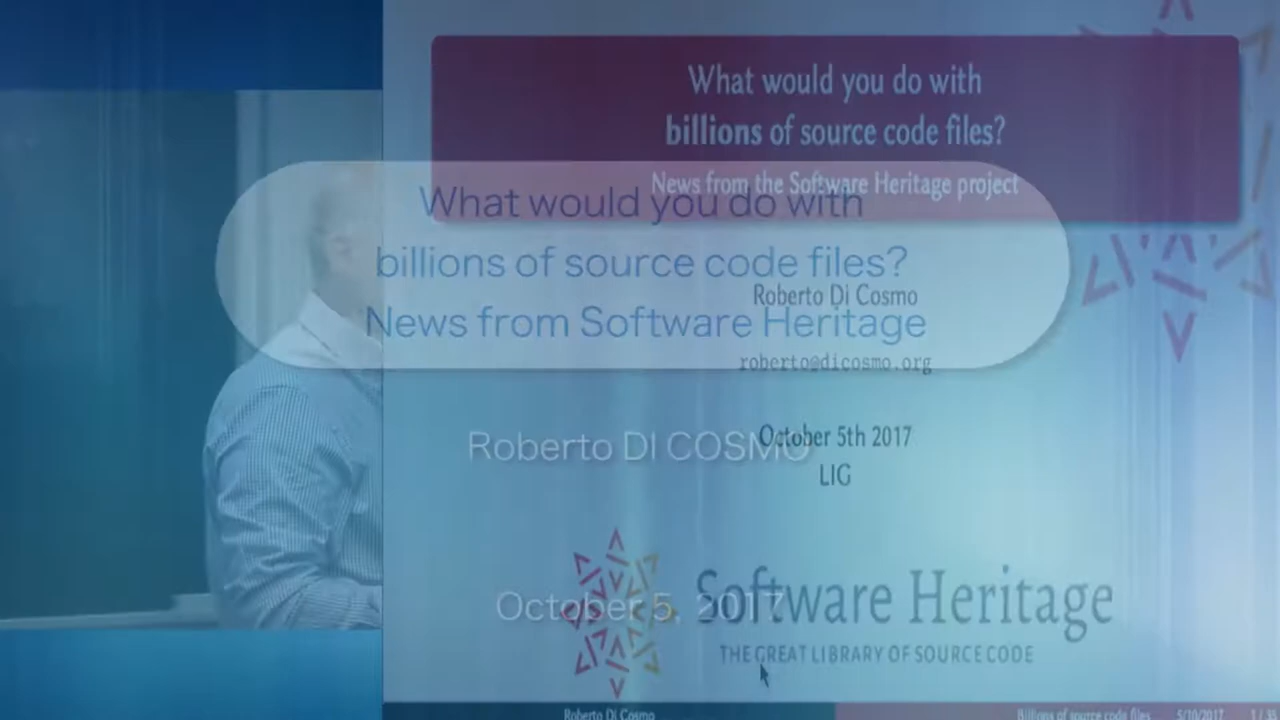 What would you do with
billions of source code files?
News from the Software Heritage project
What would you do with
billions of source code files?
News from Software Heritage
Roberto Di Cosmo
roberto@dicosmo.org
October 5th 2017
LIG
Roberto DI COSMO
October 5, 2017
Software Heritage
THE GREAT LIBRARY OF SOURCE CODE
Roberto Di Cosmo
Billions of source code files
5/10/2017